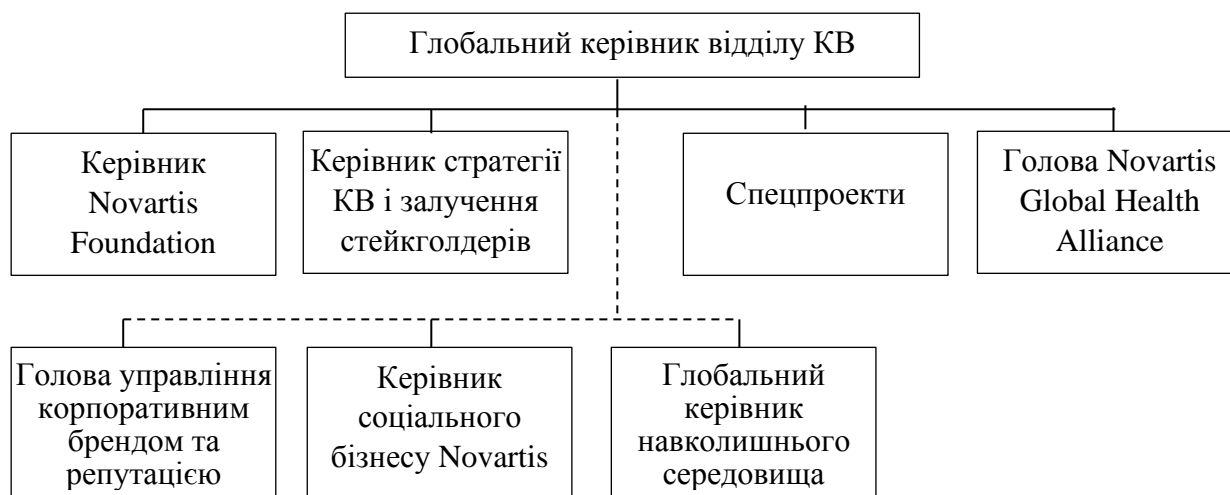 Глобальний керівник відділу КВ
Керівник
Novartis
Foundation
Керівник стратегії
КВ і залучення
стейкголдерів
Спецпроекти
Голова Novartis
Global Health
Alliance
Голова управління
корпоративним
брендом та
репутацією
Керівник
соціального
бізнесу Novartis
Глобальний
керівник
навколишнього
середовища